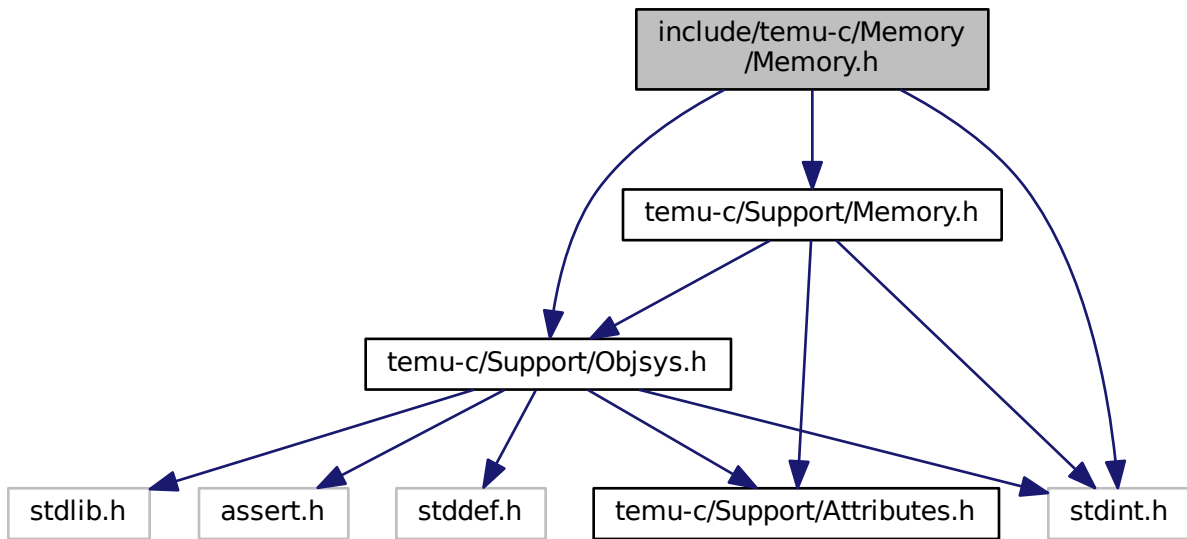 include/temu-c/Memory
/Memory.h
temu-c/Support/Memory.h
temu-c/Support/Objsys.h
stdlib.h
assert.h
stddef.h
temu-c/Support/Attributes.h
stdint.h